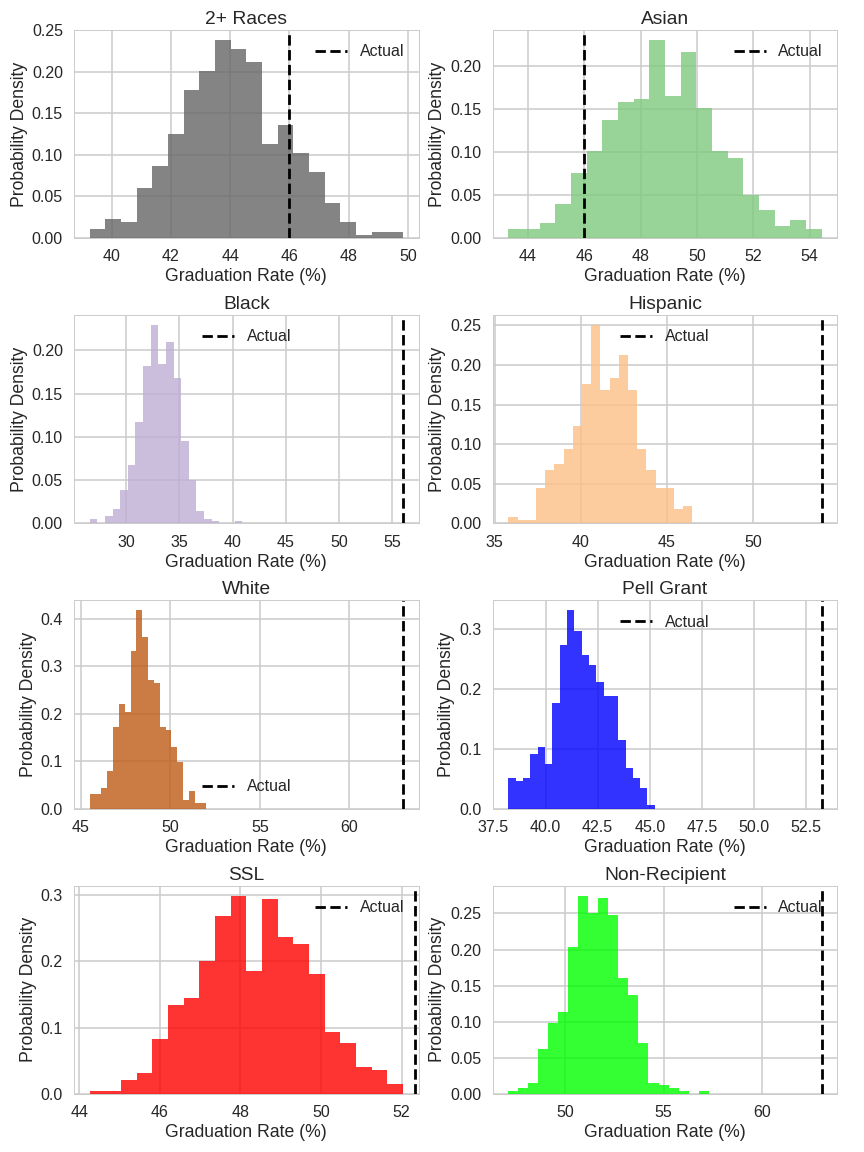 2+ Races
Asian
Probability Density
0.25
0.20
0.15
0.10
0.05
0.00
Actual
40 42 44 46 48 50
Graduation Rate (%)
Probability Density
0.20
0.15
0.10
0.05
0.00
Actual
44 46 48 50 52 54
Graduation Rate (%)
Black
Hispanic
Probability Density
0.20
0.15
0.10
0.05
0.00
Actual
30 35 40 45 50 55
Graduation Rate (%)
Probability Density
0.25
0.20
0.15
0.10
0.05
0.00
Actual
35 40 45 50
Graduation Rate (%)
White
Pell Grant
Probability Density
0.4
0.3
0.2
0.1
0.0
Actual
45 50 55 60
Graduation Rate (%)
Probability Density
0.3
0.2
0.1
0.0
Actual
37.5 40.0 42.5 45.0 47.5 50.0 52.5
Graduation Rate (%)
SSL
Non-Recipient
Probability Density
0.3
0.2
0.1
0.0
Actual
44 46 48 50 52
Graduation Rate (%)
Probability Density
0.25
0.20
0.15
0.10
0.05
0.00
Actual
50 55 60
Graduation Rate (%)